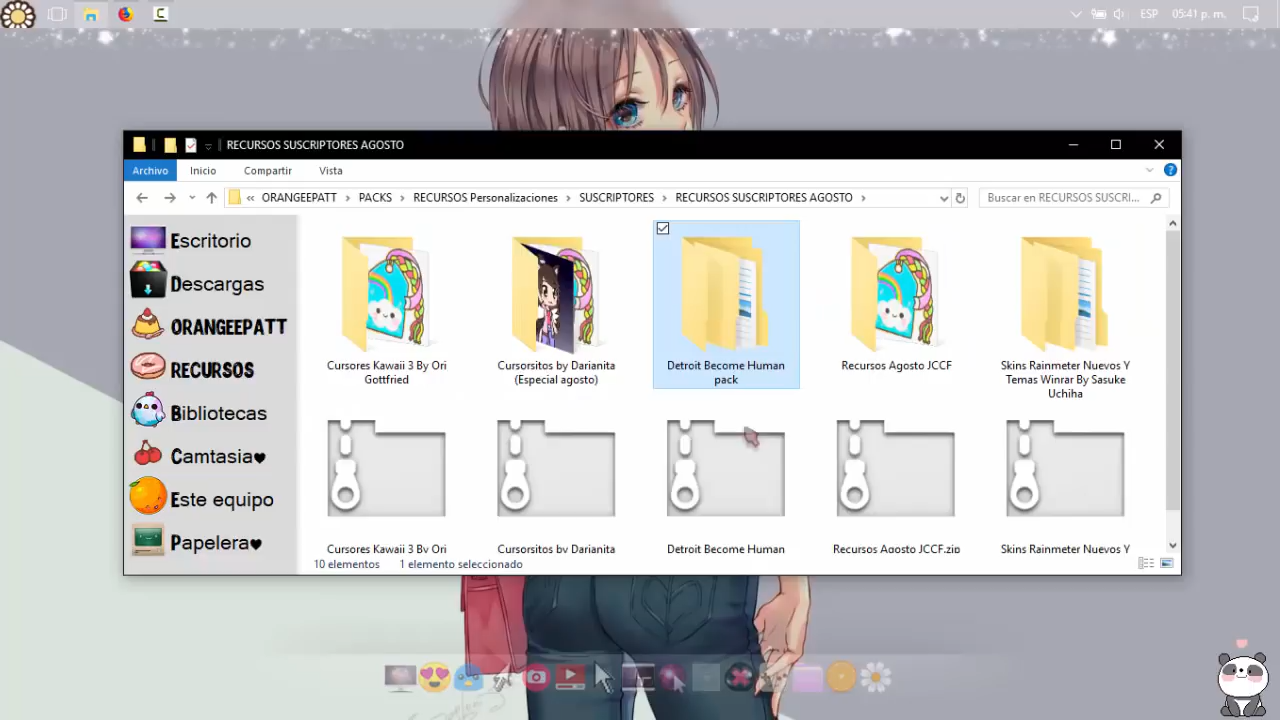 ESP 05:41 p. m.
RECURSOS SUSCRIPTORES AGOSTO
Archivo Inicio Compartir Vista
« ORANGEEPATT > PACKS > RECURSOS Personalizaciones > SUSCRIPTORES > RECURSOS SUSCRIPTORES AGOSTO >
Buscar en RECURSOS SUSCRI...
Escritorio
Descargas
ORANGEEPATT
RECURSOS
Bibliotecas
Camtasia♥
Este equipo
Papelera♥
Cursores Kawaii 3 By Ori
Gottfried
Cursorsitos by Darianita
(Especial agosto)
Detroit Become Human
pack
Recursos Agosto JCCF
Skins Rainmeter Nuevos Y
Temas Winrar By Sasuke
Uchiha
Cursores Kawaii 3 By Ori
Cursorsitos by Darianita
Detroit Become Human
Recursos Agosto JCCF.zip
Skins Rainmeter Nuevos Y
10 elementos 1 elemento seleccionado